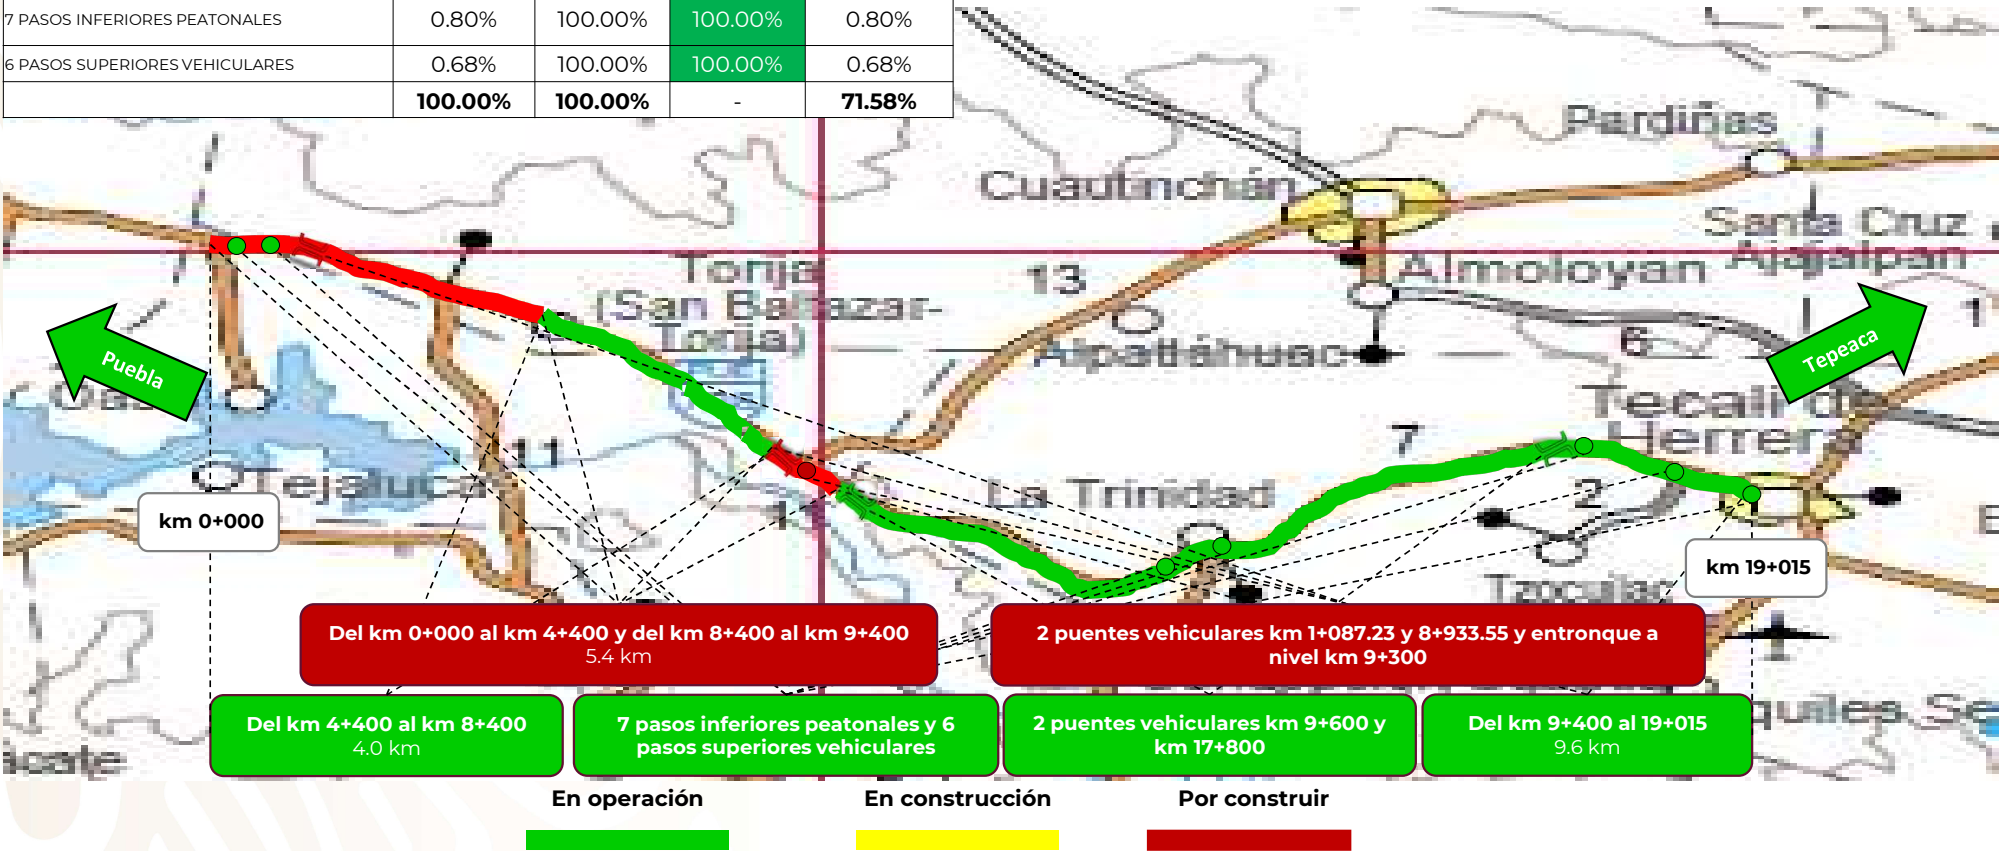 7 PASOS INFERIORES PEATONALES 0.80% 100.00% 100.00% 0.80%
6 PASOS SUPERIORES VEHICULARES 0.68% 100.00% 100.00% 0.68%
100.00% 100.00% - 71.58%
Pardiñas
Cuautinchán
Santa Cruz
Ajajalpan
Torija
(San Baltazar-
Torija)
13
Almoloyan
1
Puebla
Alpatláhuac
6
Tepeaca
Tecali de
Herrera
11
7
Tejaluca
La Trinidad
2
1
km 0+000
km 19+015
Tzocuilac
Del km 0+000 al km 4+400 y del km 8+400 al km 9+400
5.4 km
2 puentes vehiculares km 1+087.23 y 8+933.55 y entronque a
nivel km 9+300
Del km 4+400 al km 8+400
4.0 km
7 pasos inferiores peatonales y 6
pasos superiores vehiculares
2 puentes vehiculares km 9+600 y
km 17+800
Del km 9+400 al 19+015
9.6 km
En operación
En construcción
Por construir